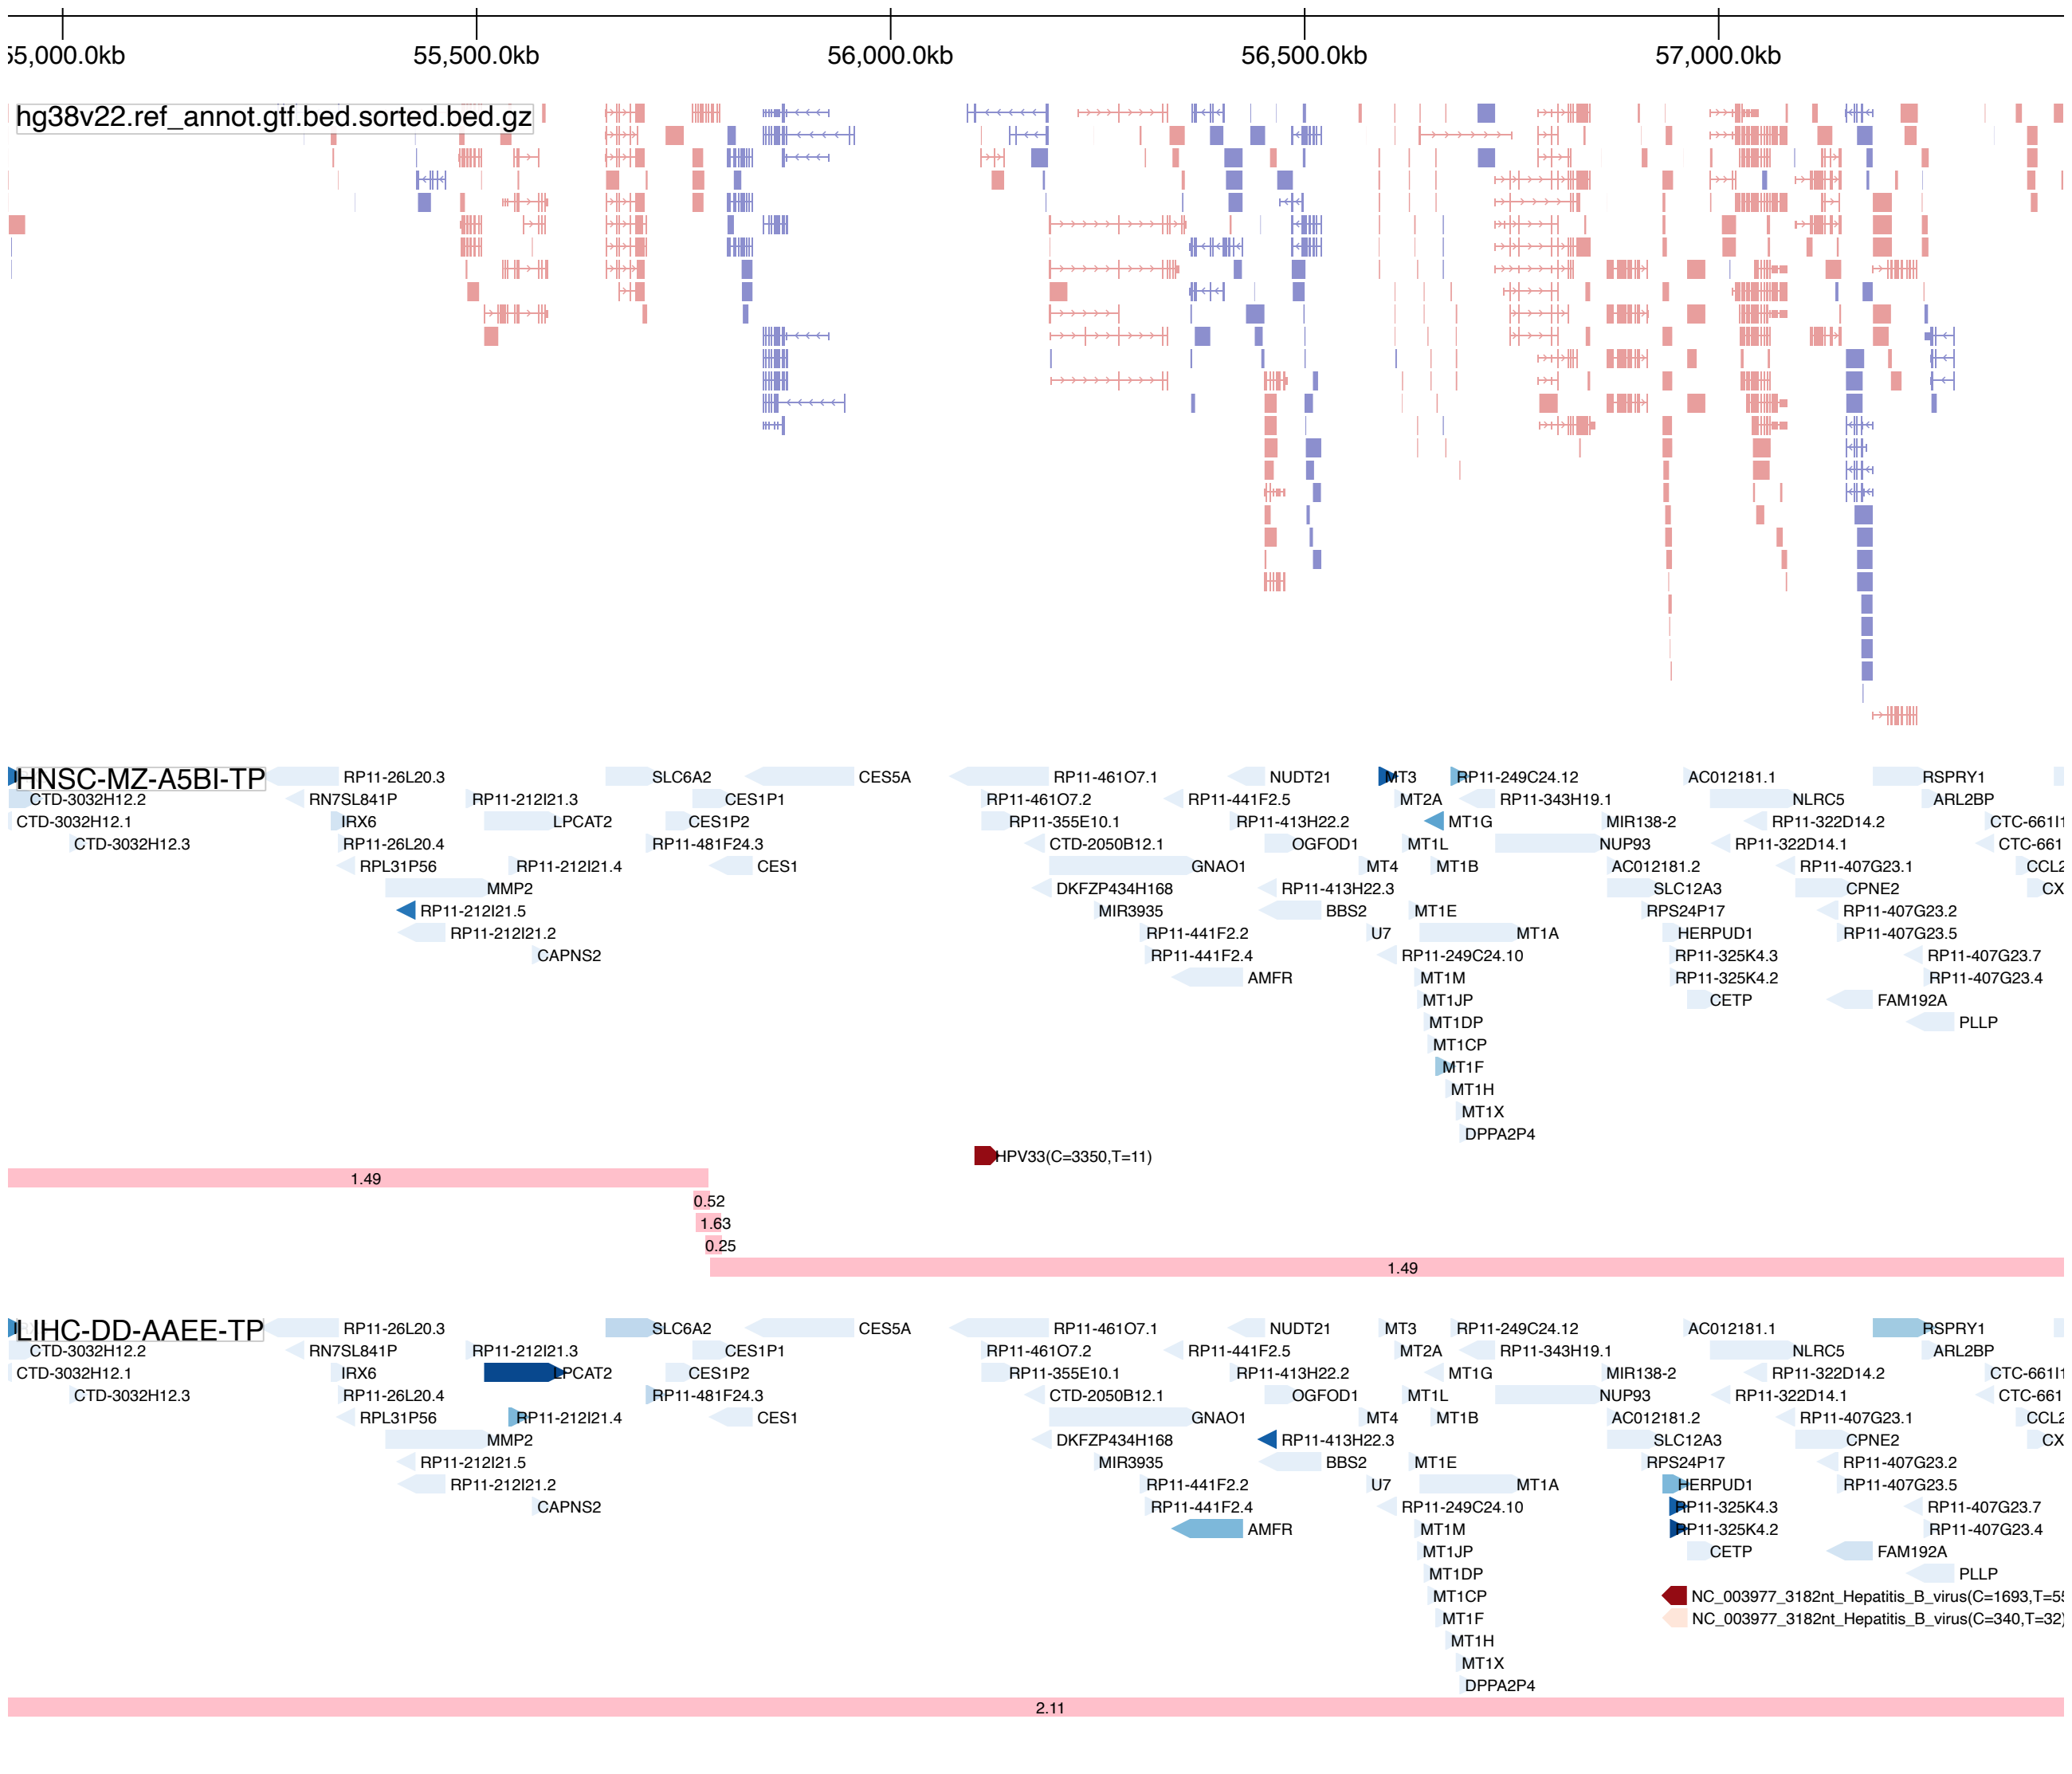 55,000.0kb 55,500.0kb 56,000.0kb 56,500.0kb 57,000.0kb
hg38v22.ref_annot.gtf.bed.sorted.bed.gz
HNSC-MZ-A5BI-TP RP11-26L20.3 SLC6A2 CES5A RP11-461O7.1 NUDT21 MT3 RP11-249C24.12 AC012181.1 RSPRY1
CTD-3032H12.2 RN7SL841P RP11-212I21.3 CES1P1 RP11-461O7.2 RP11-441F2.5 MT2A RP11-343H19.1 NLRC5 ARL2BP
CTD-3032H12.1 IRX6 LPCAT2 CES1P2 RP11-355E10.1 RP11-413H22.2 MT1G MIR138-2 RP11-322D14.2 CTC-661I1
CTD-3032H12.3 RP11-26L20.4 RP11-481F24.3 CTD-2050B12.1 OGFOD1 MT1L NUP93 RP11-322D14.1 CTC-661
RPL31P56 RP11-212I21.4 CES1 GNAO1 MT4 MT1B AC012181.2 RP11-407G23.1 CCL2
MMP2 DKFZP434H168 RP11-413H22.3 SLC12A3 CPNE2 CX
RP11-212I21.5 MIR3935 BBS2 MT1E RPS24P17 RP11-407G23.2
RP11-212I21.2 RP11-441F2.2 U7 MT1A HERPUD1 RP11-407G23.5
CAPNS2 RP11-441F2.4 RP11-249C24.10 RP11-325K4.3 RP11-407G23.7
AMFR MT1M RP11-325K4.2 RP11-407G23.4
MT1JP CETP FAM192A
MT1DP PLLP
MT1CP
MT1F
MT1H
MT1X
DPPA2P4
HPV33(C=3350,T=11)
1.49
0.52
1.63
0.25
1.49
LIHC-DD-AAEE-TP RP11-26L20.3 SLC6A2 CES5A RP11-461O7.1 NUDT21 MT3 RP11-249C24.12 AC012181.1 RSPRY1
CTD-3032H12.2 RN7SL841P RP11-212I21.3 CES1P1 RP11-461O7.2 RP11-441F2.5 MT2A RP11-343H19.1 NLRC5 ARL2BP
CTD-3032H12.1 IRX6 LPCAT2 CES1P2 RP11-355E10.1 RP11-413H22.2 MT1G MIR138-2 RP11-322D14.2 CTC-661I1
CTD-3032H12.3 RP11-26L20.4 RP11-481F24.3 CTD-2050B12.1 OGFOD1 MT1L NUP93 RP11-322D14.1 CTC-661
RPL31P56 RP11-212I21.4 CES1 GNAO1 MT4 MT1B AC012181.2 RP11-407G23.1 CCL2
MMP2 DKFZP434H168 RP11-413H22.3 SLC12A3 CPNE2 CX
RP11-212I21.5 MIR3935 BBS2 MT1E RPS24P17 RP11-407G23.2
RP11-212I21.2 RP11-441F2.2 U7 MT1A HERPUD1 RP11-407G23.5
CAPNS2 RP11-441F2.4 RP11-249C24.10 RP11-325K4.3 RP11-407G23.7
AMFR MT1M RP11-325K4.2 RP11-407G23.4
MT1JP CETP FAM192A
MT1DP PLLP
MT1CP NC_003977_3182nt_Hepatitis_B_virus(C=1693,T=55
MT1F NC_003977_3182nt_Hepatitis_B_virus(C=340,T=32)
MT1H
MT1X
DPPA2P4
2.11